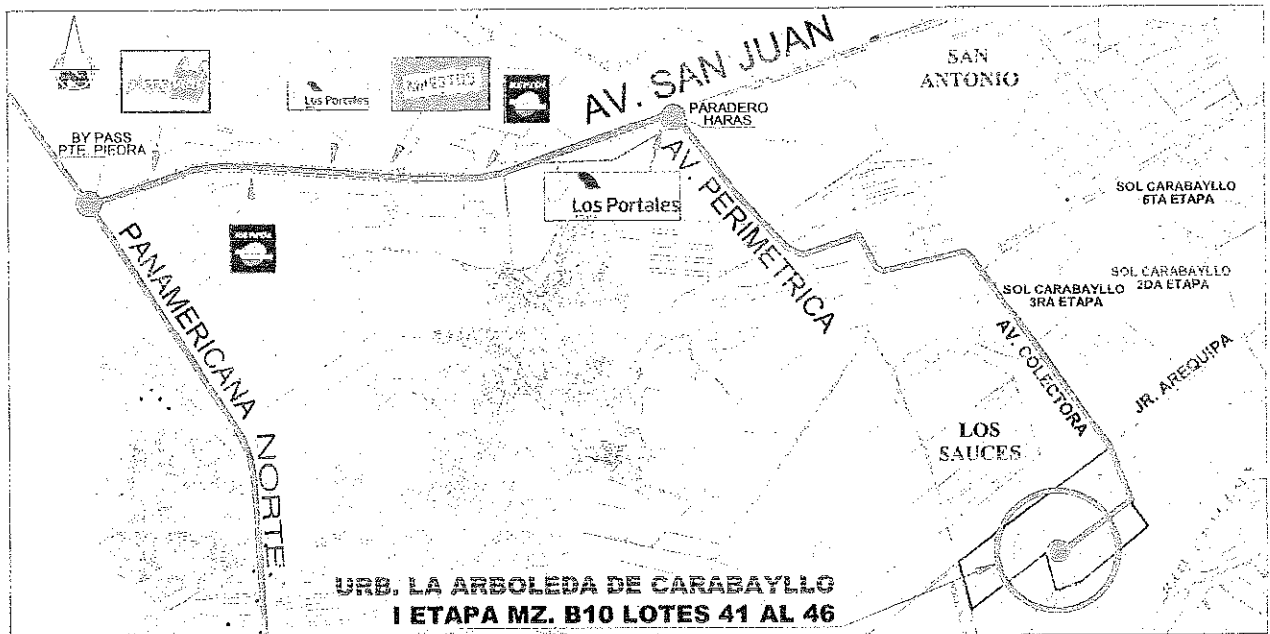 AV. SAN JUAN
SAN
ANTONIO
Los Portales
PARADERO
HARAS
BY PASS
PTE. PIEDRA
AV. PERIMETRICA
Los Portales
SOL CARABAYLLO
6TA ETAPA
PANAMERICANA NORTE.
SOL CARABAYLLO
3RA ETAPA
SOL CARABAYLLO
2DA ETAPA
AV. COLECTORA
JR. AREQUIPA
LOS
SAUCES
URB. LA ARBOLEDA DE CARABAYLLO
I ETAPA MZ. B10 LOTES 41 AL 46